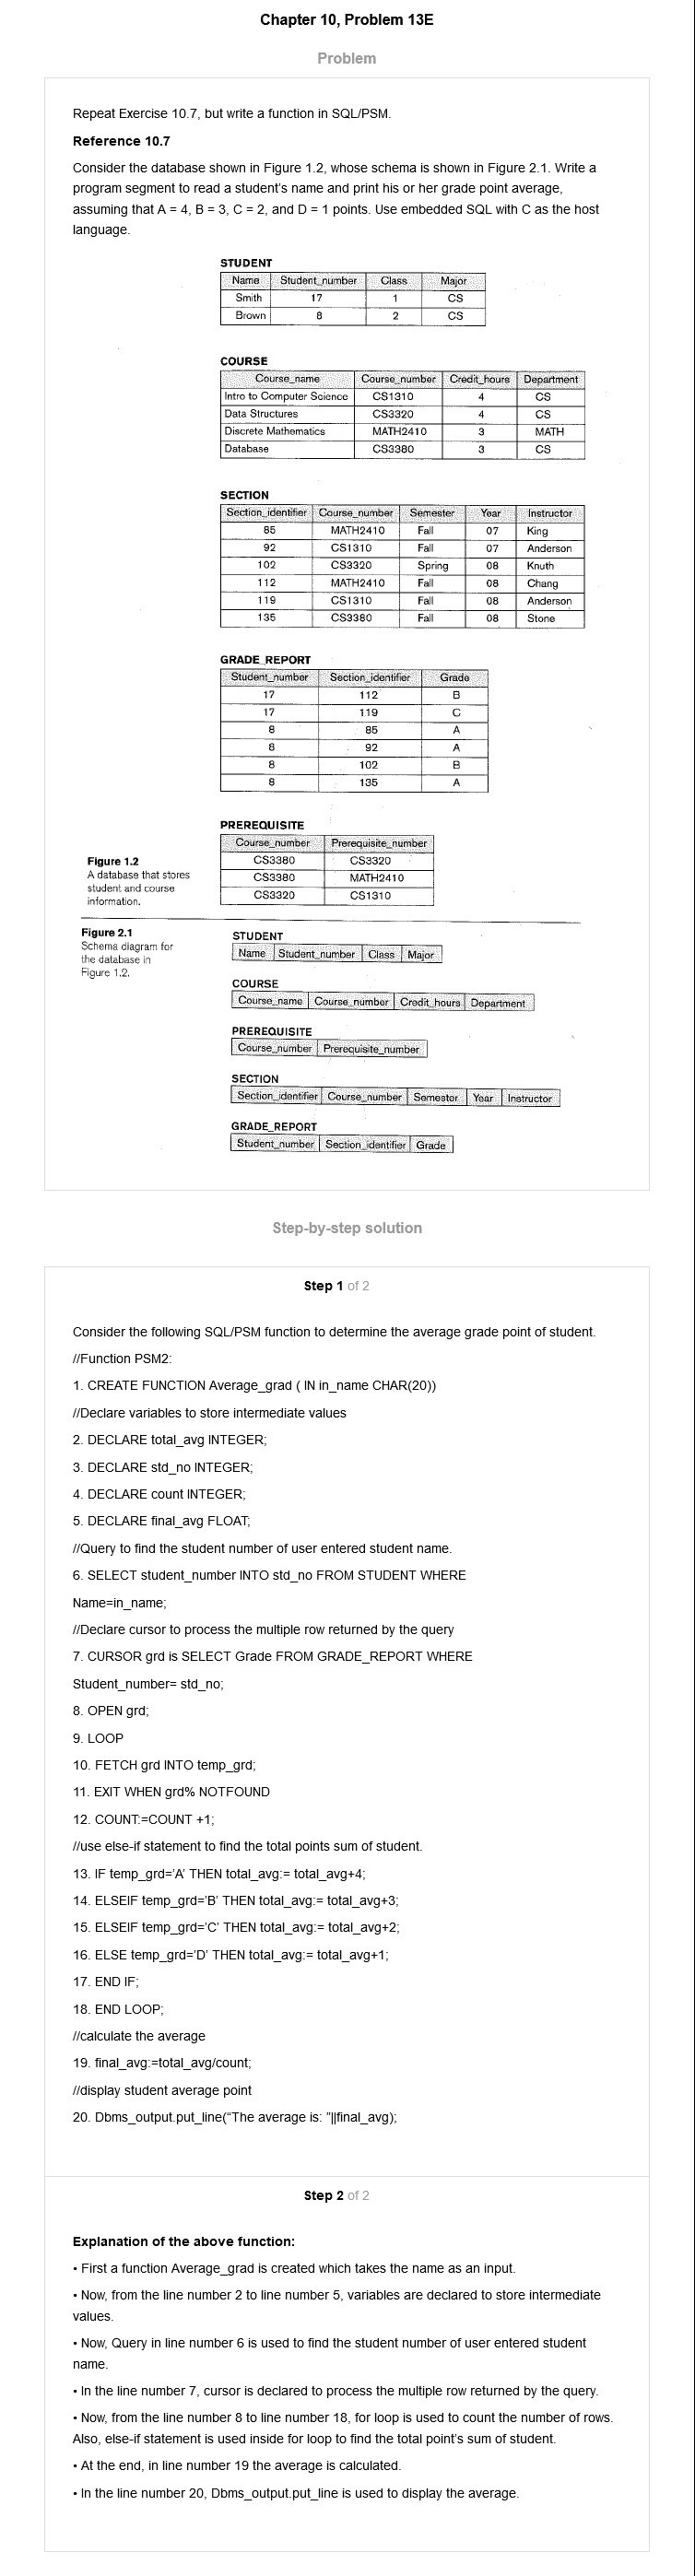 Chapter 10, Problem 13E
Problem
Repeat Exercise 10.7, but write a function in SQL/PSM.
Reference 10.7
Consider the database shown in Figure 1.2, whose schema is shown in Figure 2.1. Write a
program segment to read a student's name and print his or her grade point average,
assuming that A = 4, B = 3, C = 2, and D = 1 points. Use embedded SQL with C as the host
language.
STUDENT
Name Student_number Class Major
Smith 17 1 CS
Brown 8 2 CS
COURSE
Course_name Course_number Credit_hours Department
Intro to Computer Science CS1310 4 CS
Data Structures CS3320 4 CS
Discrete Mathematics MATH2410 3 MATH
Database CS3380 3 CS
SECTION
Section_identifier Course_number Semester Year Instructor
85 MATH2410 Fall 07 King
92 CS1310 Fall 07 Anderson
102 CS3320 Spring 08 Knuth
112 MATH2410 Fall 08 Chang
119 CS1310 Fall 08 Anderson
135 CS3380 Fall 08 Stone
GRADE_REPORT
Student_number Section_identifier Grade
17 112 B
17 119 C
8 85 A
8 92 A
8 102 B
8 135 A
PREREQUISITE
Course_number Prerequisite_number
CS3380 CS3320
CS3380 MATH2410
CS3320 CS1310
Figure 1.2
A database that stores
student and course
information.
Figure 2.1
Schema diagram for
the database in
Figure 1.2.
STUDENT
Name Student_number Class Major
COURSE
Course_name Course_number Credit_hours Department
PREREQUISITE
Course_number Prerequisite_number
SECTION
Section_identifier Course_number Semester Year Instructor
GRADE_REPORT
Student_number Section_identifier Grade
Step-by-step solution
Step 1 of 2
Consider the following SQL/PSM function to determine the average grade point of student.
//Function PSM2:
1. CREATE FUNCTION Average_grad ( IN in_name CHAR(20))
//Declare variables to store intermediate values
2. DECLARE total_avg INTEGER;
3. DECLARE std_no INTEGER;
4. DECLARE count INTEGER;
5. DECLARE final_avg FLOAT;
//Query to find the student number of user entered student name.
6. SELECT student_number INTO std_no FROM STUDENT WHERE
Name=in_name;
//Declare cursor to process the multiple row returned by the query
7. CURSOR grd is SELECT Grade FROM GRADE_REPORT WHERE
Student_number= std_no;
8. OPEN grd;
9. LOOP
10. FETCH grd INTO temp_grd;
11. EXIT WHEN grd% NOTFOUND
12. COUNT:=COUNT +1;
//use else-if statement to find the total points sum of student.
13. IF temp_grd='A' THEN total_avg:= total_avg+4;
14. ELSEIF temp_grd='B' THEN total_avg:= total_avg+3;
15. ELSEIF temp_grd='C' THEN total_avg:= total_avg+2;
16. ELSE temp_grd='D' THEN total_avg:= total_avg+1;
17. END IF;
18. END LOOP;
//calculate the average
19. final_avg:=total_avg/count;
//display student average point
20. Dbms_output.put_line("The average is: "||final_avg);
Step 2 of 2
Explanation of the above function:
• First a function Average_grad is created which takes the name as an input.
• Now, from the line number 2 to line number 5, variables are declared to store intermediate
values.
• Now, Query in line number 6 is used to find the student number of user entered student
name.
• In the line number 7, cursor is declared to process the multiple row returned by the query.
• Now, from the line number 8 to line number 18, for loop is used to count the number of rows.
Also, else-if statement is used inside for loop to find the total point's sum of student.
• At the end, in line number 19 the average is calculated.
• In the line number 20, Dbms_output.put_line is used to display the average.